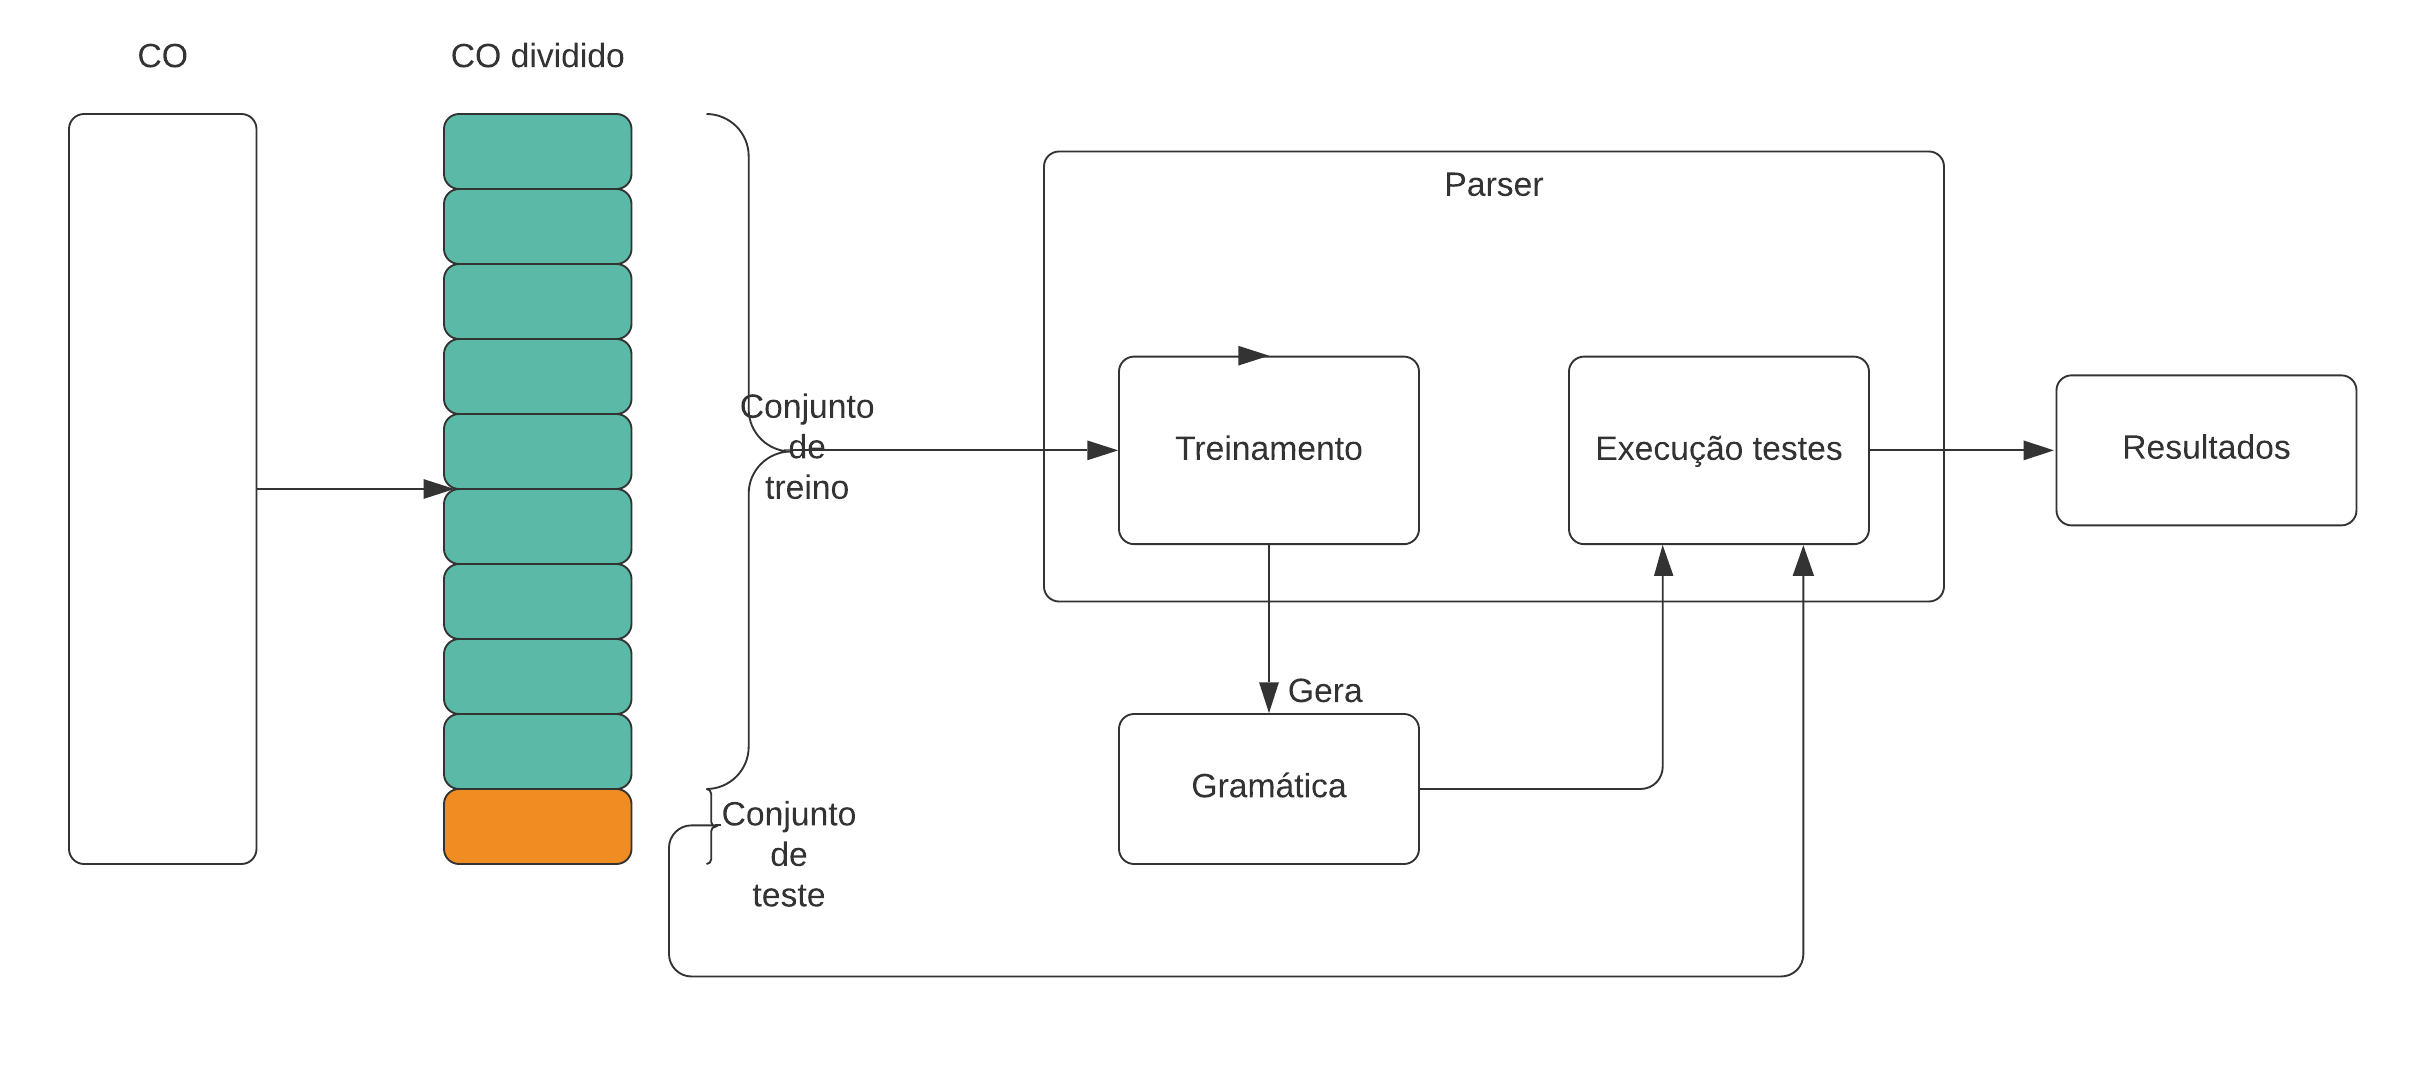 CO
CO dividido
Parser
Conjunto
de
treino
Treinamento
Execução testes
Resultados
Gera
Gramática
Conjunto
de
teste